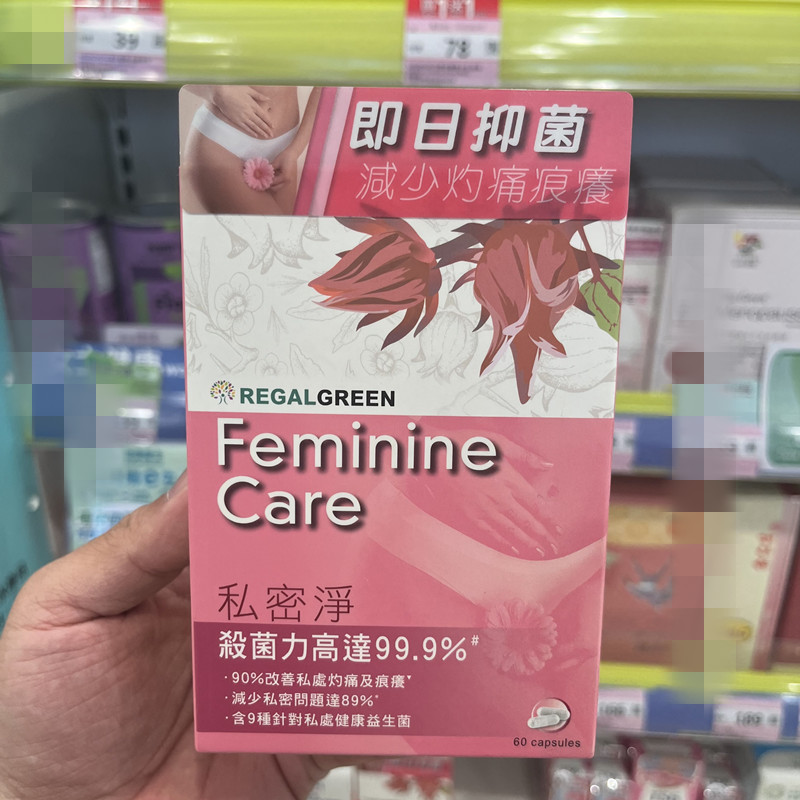 39
78
即日抑菌
減少灼痛痕癢
REGALGREEN
Feminine
Care
私密淨
殺菌力高達99.9%#
·90%改善私處灼痛及痕癢▼
·減少私密問題達89%*
·含9種針對私處健康益生菌
60 capsules